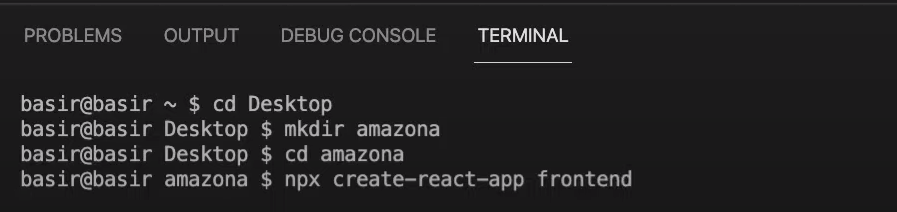 PROBLEMS OUTPUT DEBUG CONSOLE TERMINAL
basir@basir ~ $ cd Desktop
basir@basir Desktop $ mkdir amazona
basir@basir Desktop $ cd amazona
basir@basir amazona $ npx create-react-app frontend